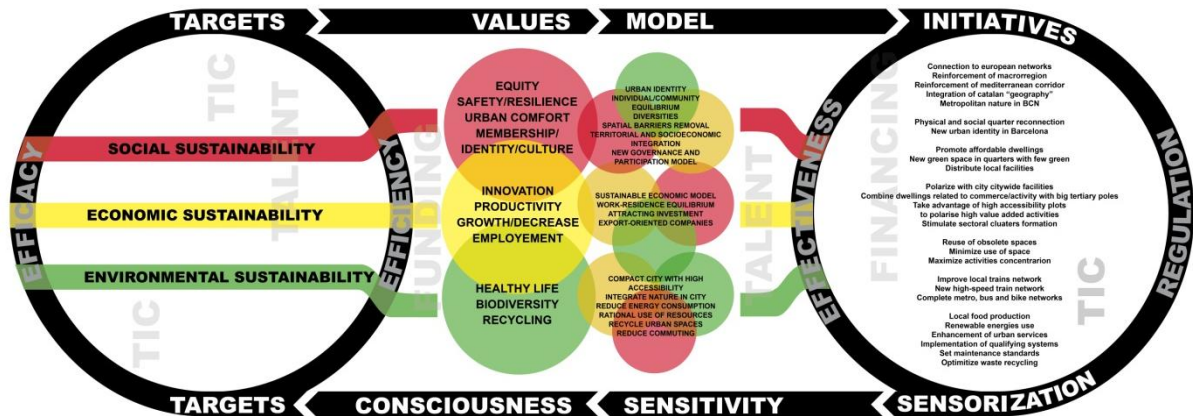 TARGETS
VALUES
MODEL
INITIATIVES
EFFICACY
TIC
TALENT
TIC
SOCIAL SUSTAINABILITY
ECONOMIC SUSTAINABILITY
ENVIRONMENTAL SUSTAINABILITY
EFFICIENCY
FUNDING
EQUITY
SAFETY/RESILIENCE
URBAN COMFORT
MEMBERSHIP/
IDENTITY/CULTURE
INNOVATION
PRODUCTIVITY
GROWTH/DECREASE
EMPLOYEMENT
HEALTHY LIFE
BIODIVERSITY
RECYCLING
URBAN IDENTITY
INDIVIDUAL/COMMUNITY
EQUILIBRIUM
DIVERSITIES
SPATIAL BARRIERS REMOVAL
TERRITORIAL AND SOCIOECONOMIC
INTEGRATION
NEW GOVERNANCE AND
PARTICIPATION MODEL
SUSTAINABLE ECONOMIC MODEL
WORK-RESIDENCE EQUILIBRIUM
ATTRACTING INVESTMENT
EXPORT-ORIENTED COMPANIES
COMPACT CITY WITH HIGH
ACCESSIBILITY
INTEGRATE NATURE IN CITY
REDUCE ENERGY CONSUMPTION
RATIONAL USE OF RESOURCES
RECYCLE URBAN SPACES
REDUCE COMMUTING
TALENT
EFFECTIVENESS
FINANCING
Connection to european networks
Reinforcement of macrorregion
Reinforcement of mediterranean corridor
Integration of catalan "geography"
Metropolitan nature in BCN
Physical and social quarter reconnection
New urban identity in Barcelona
Promote affordable dwellings
New green space in quarters with few green
Distribute local facilities
Polarize with city citywide facilities
Combine dwellings related to commerce/activity with big tertiary poles
Take advantage of high accessibility plots
to polarise high value added activities
Stimulate sectoral cluaters formation
Reuse of obsolete spaces
Minimize use of space
Maximize activities concentrarion
Improve local trains network
New high-speed train network
Complete metro, bus and bike networks
Local food production
Renewable energies use
Enhancement of urban services
Implementation of qualifying systems
Set maintenance standards
Optimitize waste recycling
TIC
REGULATION
TARGETS
CONSCIOUSNESS
SENSITIVITY
SENSORIZATION